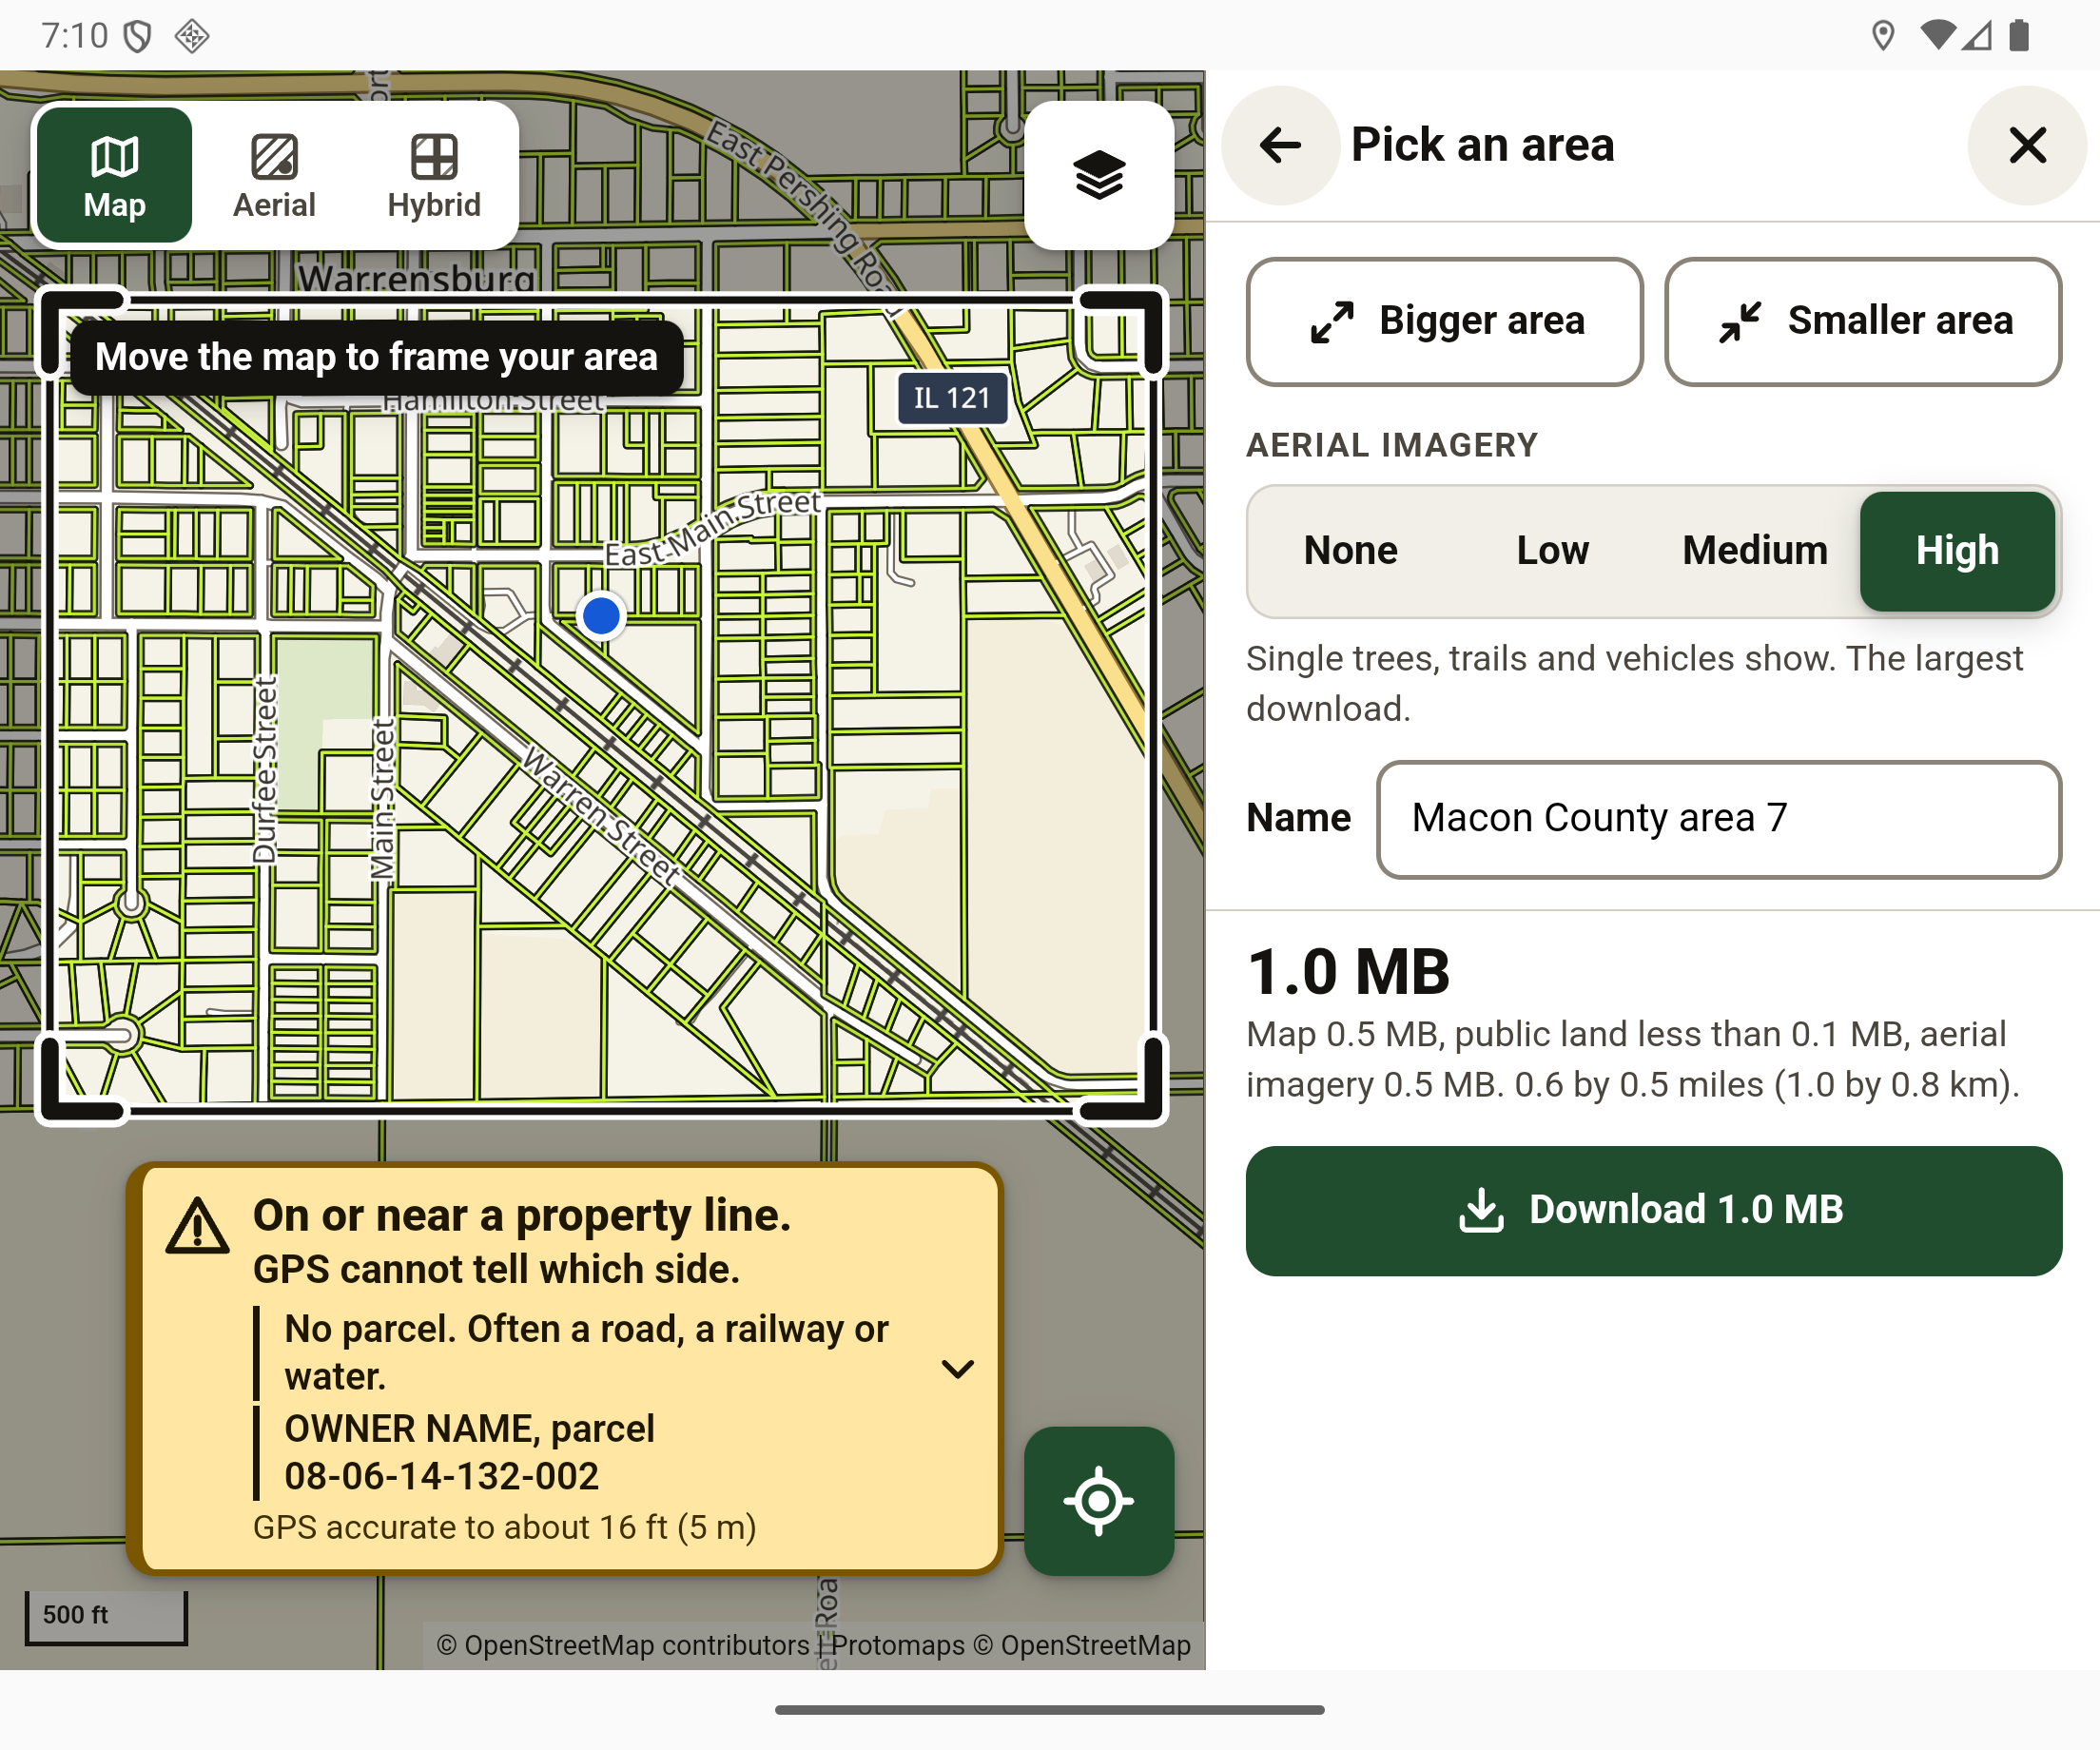 7:10
East Pershing Road
Map
Aerial
Hybrid
Warrensburg
Move the map to frame your area
Hamilton Street
IL 121
East Main Street
Durfee Street
Main Street
Warren Street
On or near a property line.
GPS cannot tell which side.
No parcel. Often a road, a railway or
water.
OWNER NAME, parcel
08-06-14-132-002
GPS accurate to about 16 ft (5 m)
500 ft
© OpenStreetMap contributors | Protomaps © OpenStreetMap
Pick an area
Bigger area
Smaller area
AERIAL IMAGERY
None
Low
Medium
High
Single trees, trails and vehicles show. The largest
download.
Name
Macon County area 7
1.0 MB
Map 0.5 MB, public land less than 0.1 MB, aerial
imagery 0.5 MB. 0.6 by 0.5 miles (1.0 by 0.8 km).
Download 1.0 MB